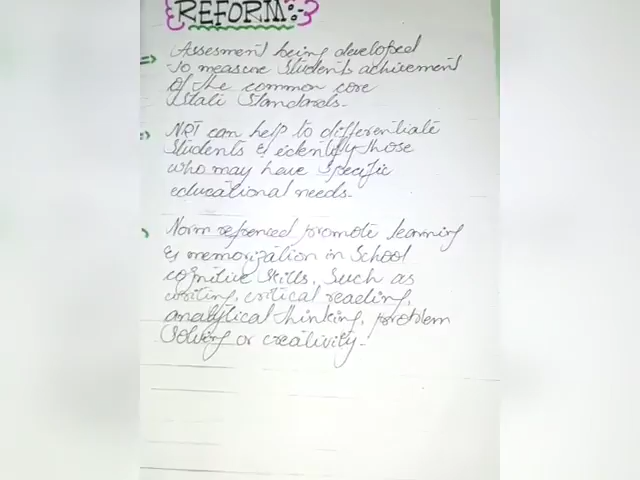 REFORM:-
=> Assesment being developed
to measure students achivement
of the common core
State Standards.
=> NRT can help to differentiate
students & identify those
who may have specific
educational needs.
Norm refrenced promote learning
& memorization in School
cognitive skills, Such as
writing, critical reading,
analytical thinking, problem
Solving or creativity.